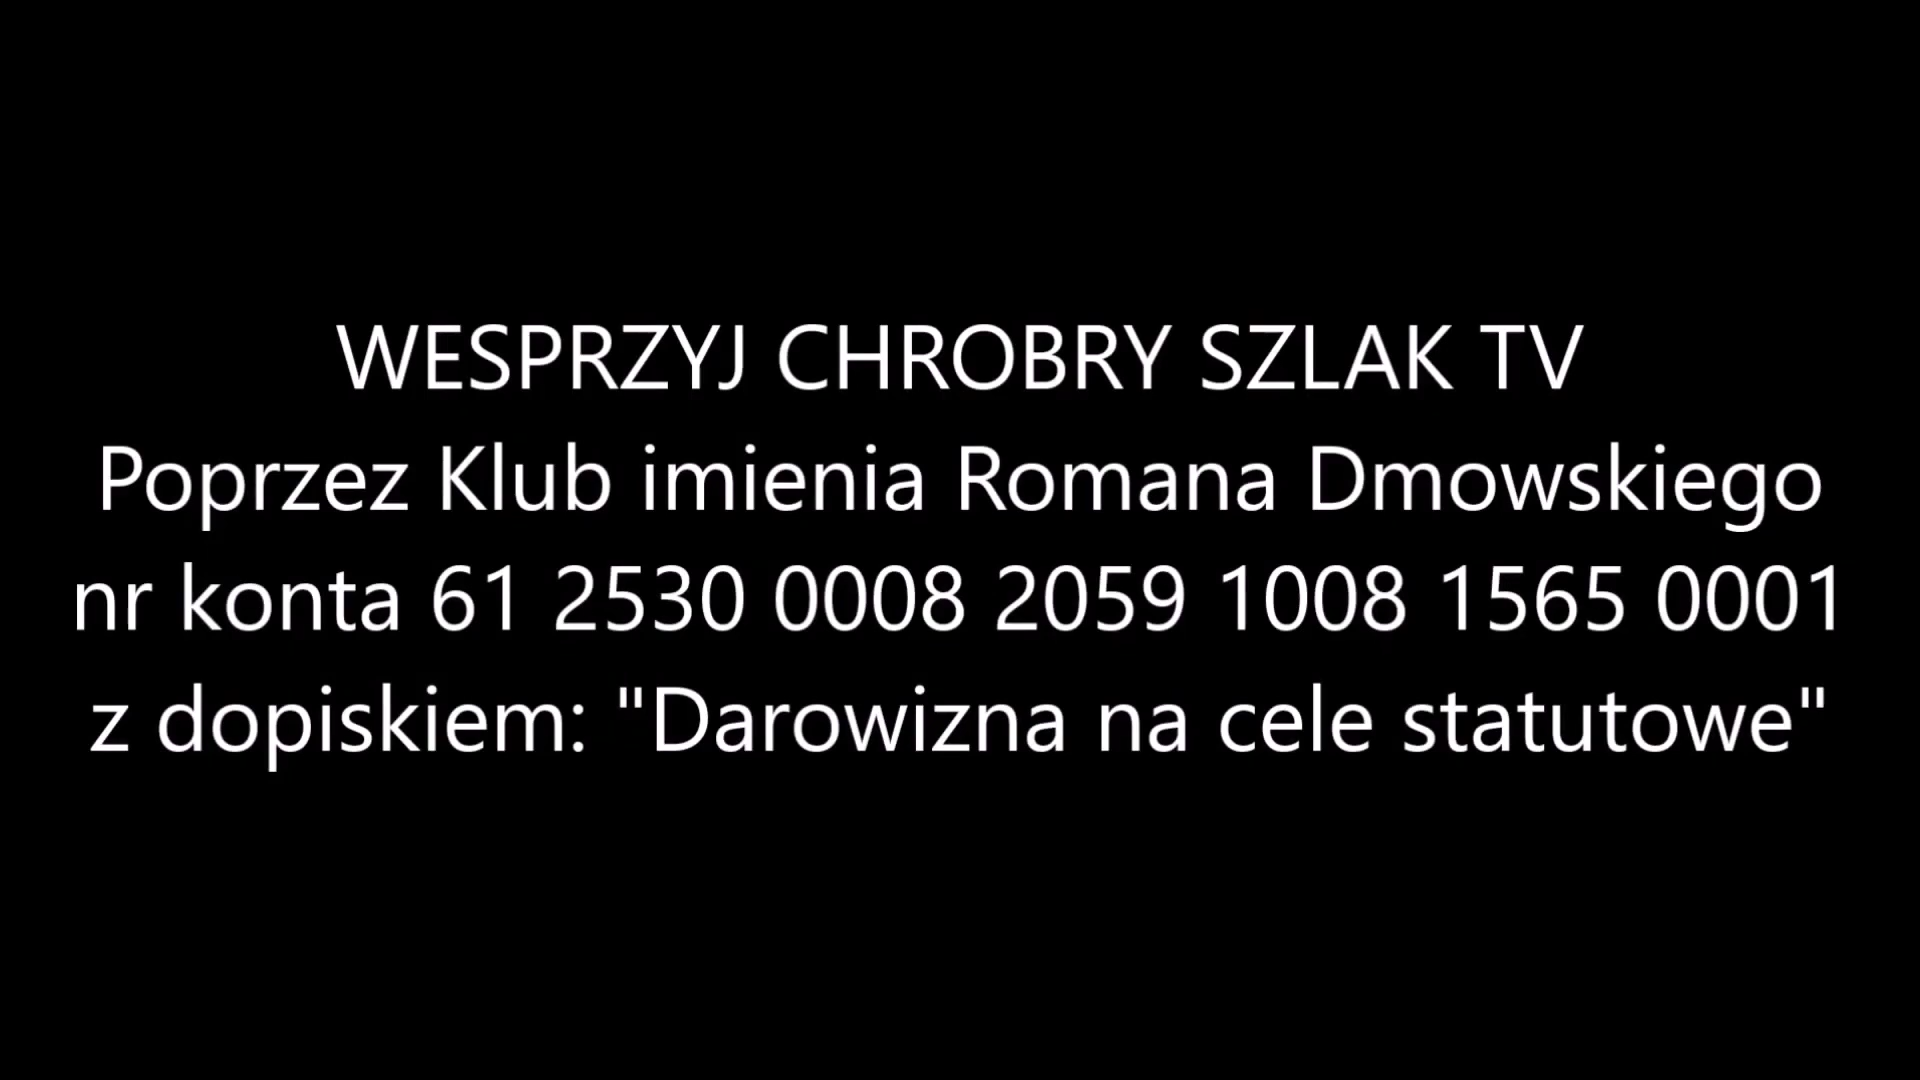 WESPRZYJ CHROBRY SZLAK TV
Poprzez Klub imienia Romana Dmowskiego
nr konta 61 2530 0008 2059 1008 1565 0001
z dopiskiem: "Darowizna na cele statutowe"